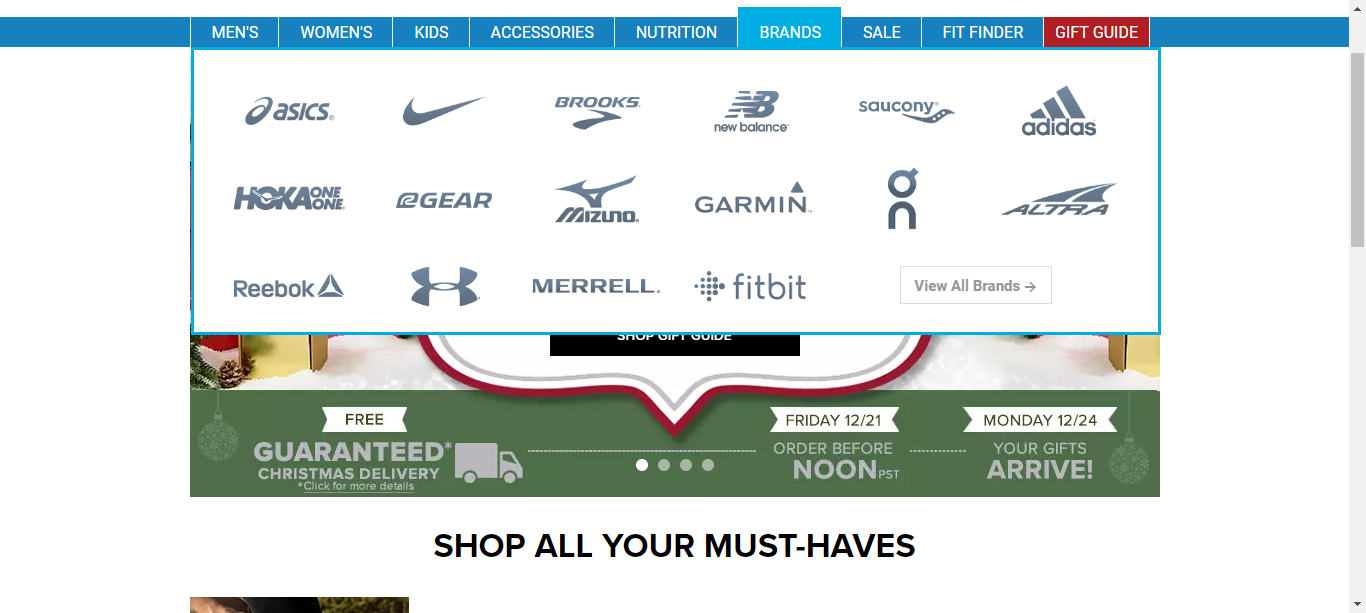 MEN'S WOMEN'S KIDS ACCESSORIES NUTRITION BRANDS SALE FIT FINDER GIFT GUIDE
asics BROOKS new balance saucony adidas
HOKA ONE ONE @GEAR MIZUNO GARMIN on ALTRA
Reebok MERRELL fitbit View All Brands →
SHOP GIFT GUIDE
FREE
GUARANTEED*
CHRISTMAS DELIVERY
*Click for more details
FRIDAY 12/21
ORDER BEFORE
NOON PST
MONDAY 12/24
YOUR GIFTS
ARRIVE!
SHOP ALL YOUR MUST-HAVES